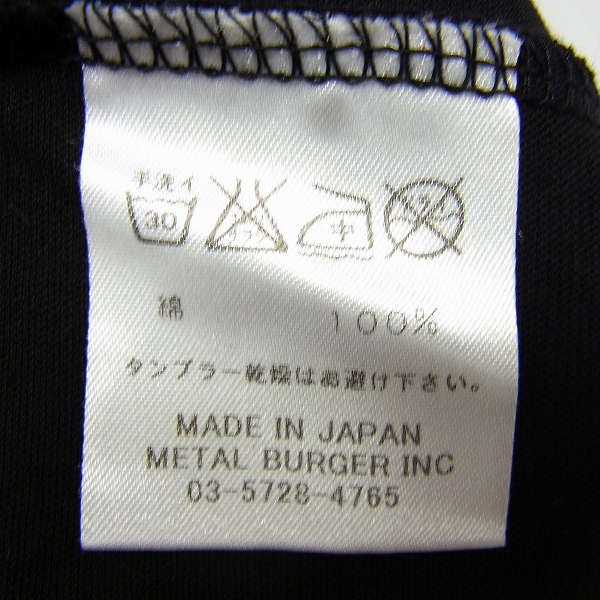 手洗イ
30 中
綿 100%
タンブラー乾燥はお避け下さい。
MADE IN JAPAN
METAL BURGER INC
03-5728-4765